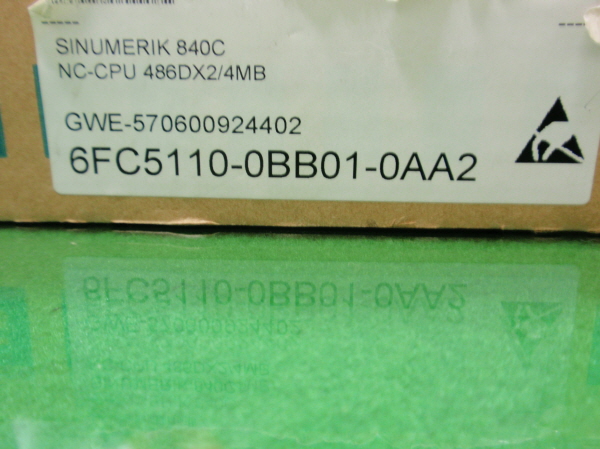 SINUMERIK 840C
NC-CPU 486DX2/4MB
GWE-570600924402
6FC5110-0BB01-0AA2